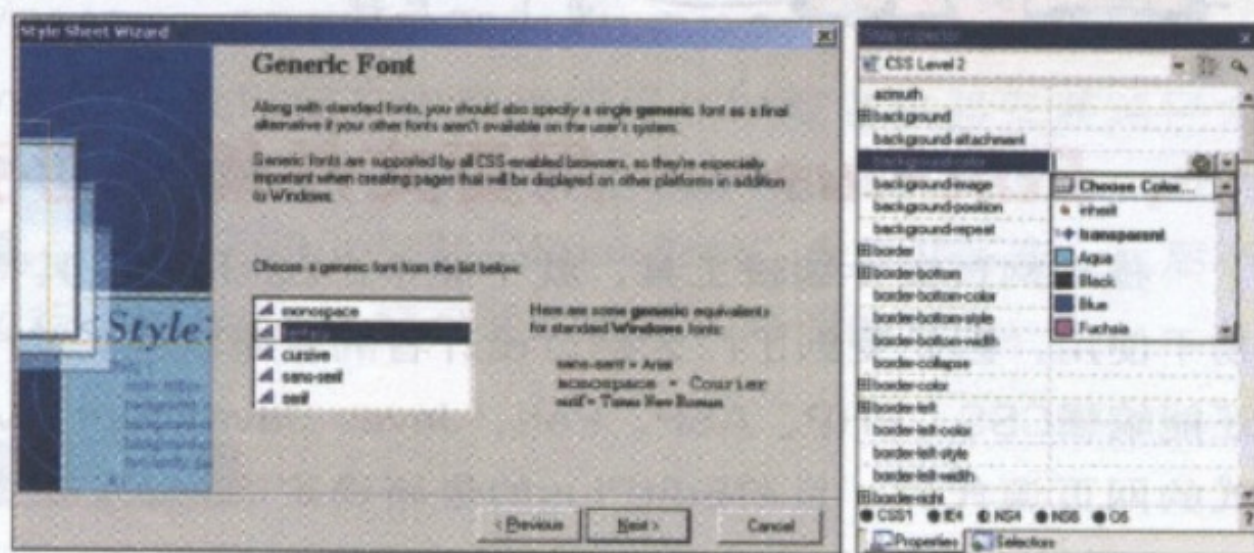 Style Sheet Wizard
Generic Font
Along with standard fonts, you should also specify a single generic font as a final
alternative if your other fonts aren't available on the user's system.
Generic fonts are supported by all CSS-enabled browsers, so they're especially
important when creating pages that will be displayed on other platforms in addition
to Windows.
Choose a generic font from the list below:
monospace
fantasy
cursive
sans-serif
serif
Here are some generic equivalents
for standard Windows fonts:
sans-serif = Arial
monospace = Courier
serif = Times New Roman
Style
< Previous
Next >
Cancel
Style Inspector
CSS Level 2
azimuth
background
background-attachment
background-color
background-image
background-position
background-repeat
border
border-bottom
border-bottom-color
border-bottom-style
border-bottom-width
border-collapse
border-color
border-left
border-left-color
border-left-style
border-left-width
border-right
Choose Color...
inherit
transparent
Aqua
Black
Blue
Fuchsia
CSS1 IE4 NS4 NS6 O5
Properties Selectors